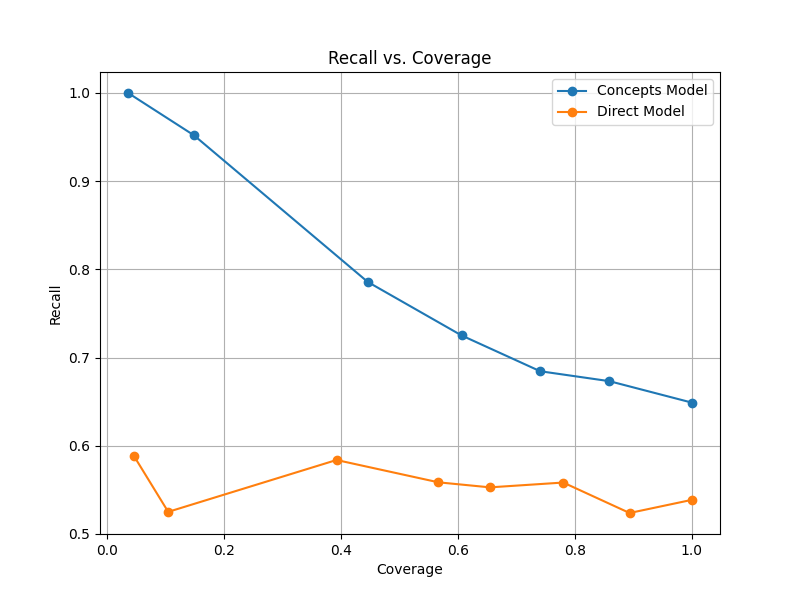 Recall vs. Coverage
Concepts Model
Direct Model
1.0
0.9
0.8
0.7
0.6
0.5
Recall
0.0 0.2 0.4 0.6 0.8 1.0
Coverage